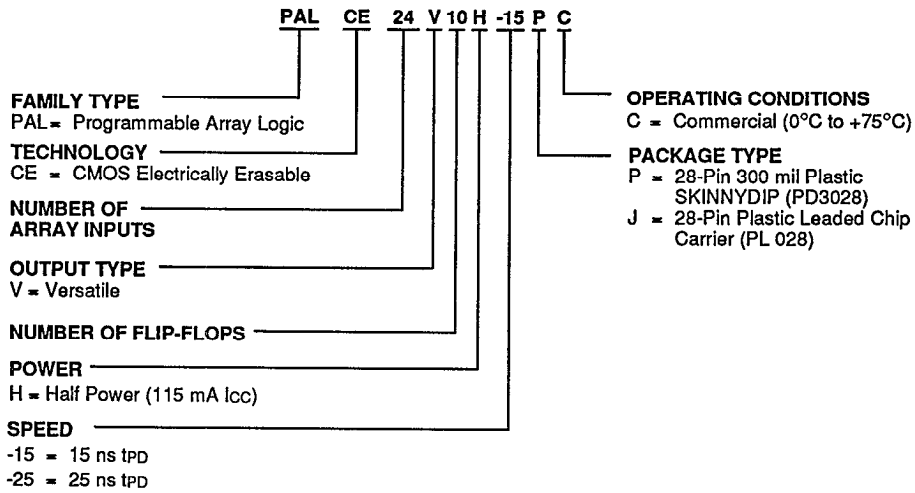 PAL CE 24 V 10 H -15 P C
FAMILY TYPE
PAL = Programmable Array Logic
TECHNOLOGY
CE = CMOS Electrically Erasable
NUMBER OF
ARRAY INPUTS
OUTPUT TYPE
V = Versatile
NUMBER OF FLIP-FLOPS
POWER
H = Half Power (115 mA ICC)
SPEED
-15 = 15 ns tPD
-25 = 25 ns tPD
OPERATING CONDITIONS
C = Commercial (0°C to +75°C)
PACKAGE TYPE
P = 28-Pin 300 mil Plastic
SKINNYDIP (PD3028)
J = 28-Pin Plastic Leaded Chip
Carrier (PL 028)